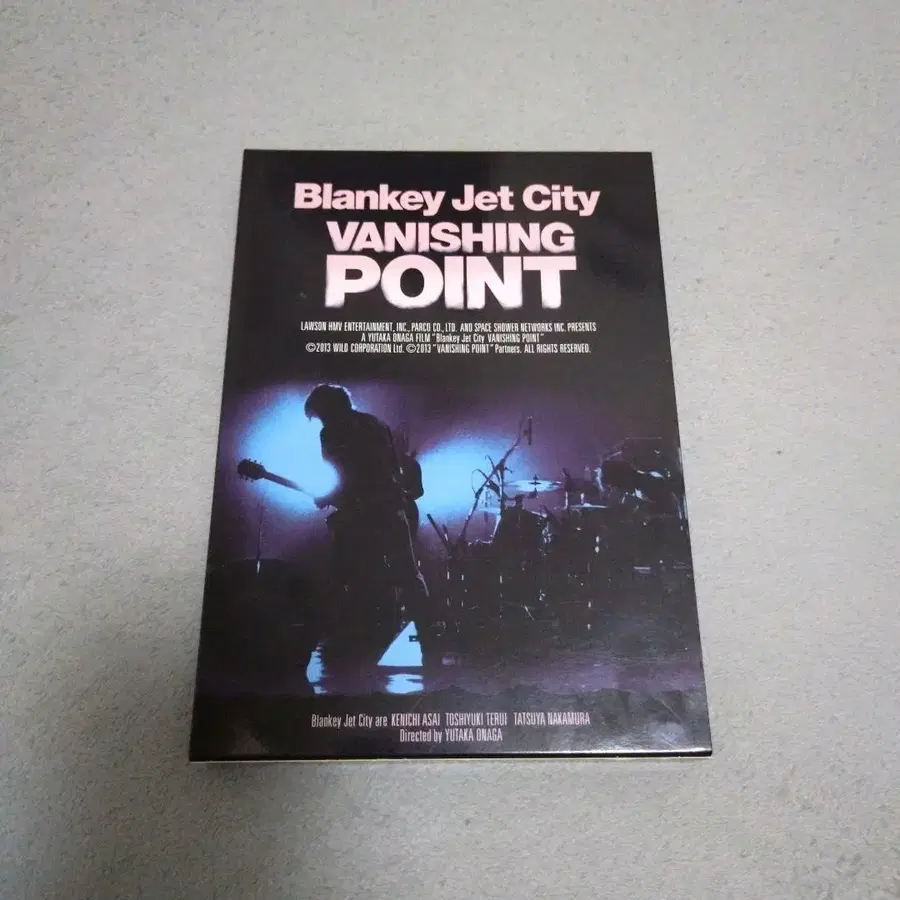 Blankey Jet City
VANISHING
POINT
LAWSON HMV ENTERTAINMENT, INC., PARCO CO., LTD. AND SPACE SHOWER NETWORKS INC. PRESENTS
A YUTAKA ONAGA FILM "Blankey Jet City VANISHING POINT"
©2013 WILD CORPORATION Ltd. ©2013 "VANISHING POINT" Partners. ALL RIGHTS RESERVED.
Blankey Jet City are KENICHI ASAI TOSHIYUKI TERUI TATSUYA NAKAMURA
Directed by YUTAKA ONAGA